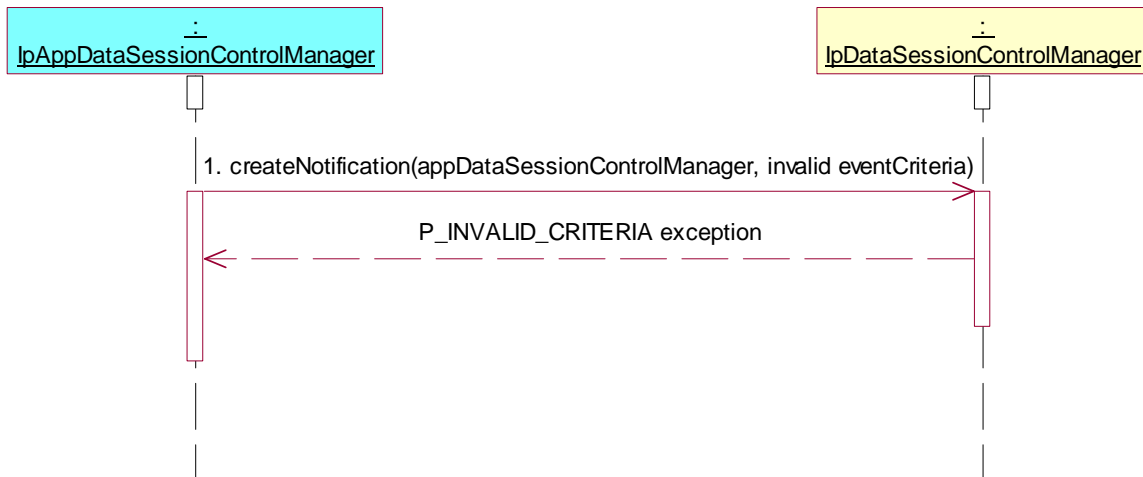 :
IpAppDataSessionControlManager
:
IpDataSessionControlManager
1. createNotification(appDataSessionControlManager, invalid eventCriteria)
P_INVALID_CRITERIA exception